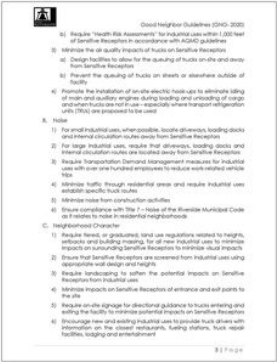 Good Neighbor Guidelines (GNG- 2020)
b) Require "Health Risk Assessments" for industrial uses within 1,000 feet
of Sensitive Receptors in accordance with AQMD guidelines
3) Minimize the air quality impacts of trucks on Sensitive Receptors
a) Design facilities to allow for the queuing of trucks on-site and away
from Sensitive Receptors
b) Prevent the queuing of trucks on streets or elsewhere outside of
facility
4) Promote the installation of on-site electric hook-ups to eliminate idling
of main and auxiliary engines during loading and unloading of cargo
and when trucks are not in use – especially where transport refrigeration
units (TRUs) are proposed to be used
B. Noise
1) For small industrial uses, when possible, locate driveways, loading docks
and internal circulation routes away from Sensitive Receptors
2) For large industrial uses, require that driveways, loading docks and
internal circulation routes are located away from Sensitive Receptors
3) Require Transportation Demand Management measures for industrial
uses with over one hundred employees to reduce work-related vehicle
trips
4) Minimize traffic through residential areas and require industrial uses
establish specific truck routes
5) Minimize noise from construction activities
6) Ensure compliance with Title 7 – Noise of the Riverside Municipal Code
as it relates to noise in residential neighborhoods
C. Neighborhood Character
1) Require tiered, or graduated, land use regulations related to heights,
setbacks and building massing, for all new industrial uses to minimize
impacts on surrounding Sensitive Receptors to minimize visual impacts
2) Ensure that Sensitive Receptors are screened from industrial uses using
appropriate wall design and heights
3) Require landscaping to soften the potential Impacts on Sensitive
Receptors from industrial uses
4) Minimize impacts on Sensitive Receptors of entrance and exit points to
the site
5) Require on-site signage for directional guidance to trucks entering and
exiting the facility to minimize potential impacts on Sensitive Receptors
6) Encourage new and existing industrial uses to provide truck drivers with
information on the closest restaurants, fueling stations, truck repair
facilities, lodging and entertainment
3 | Page